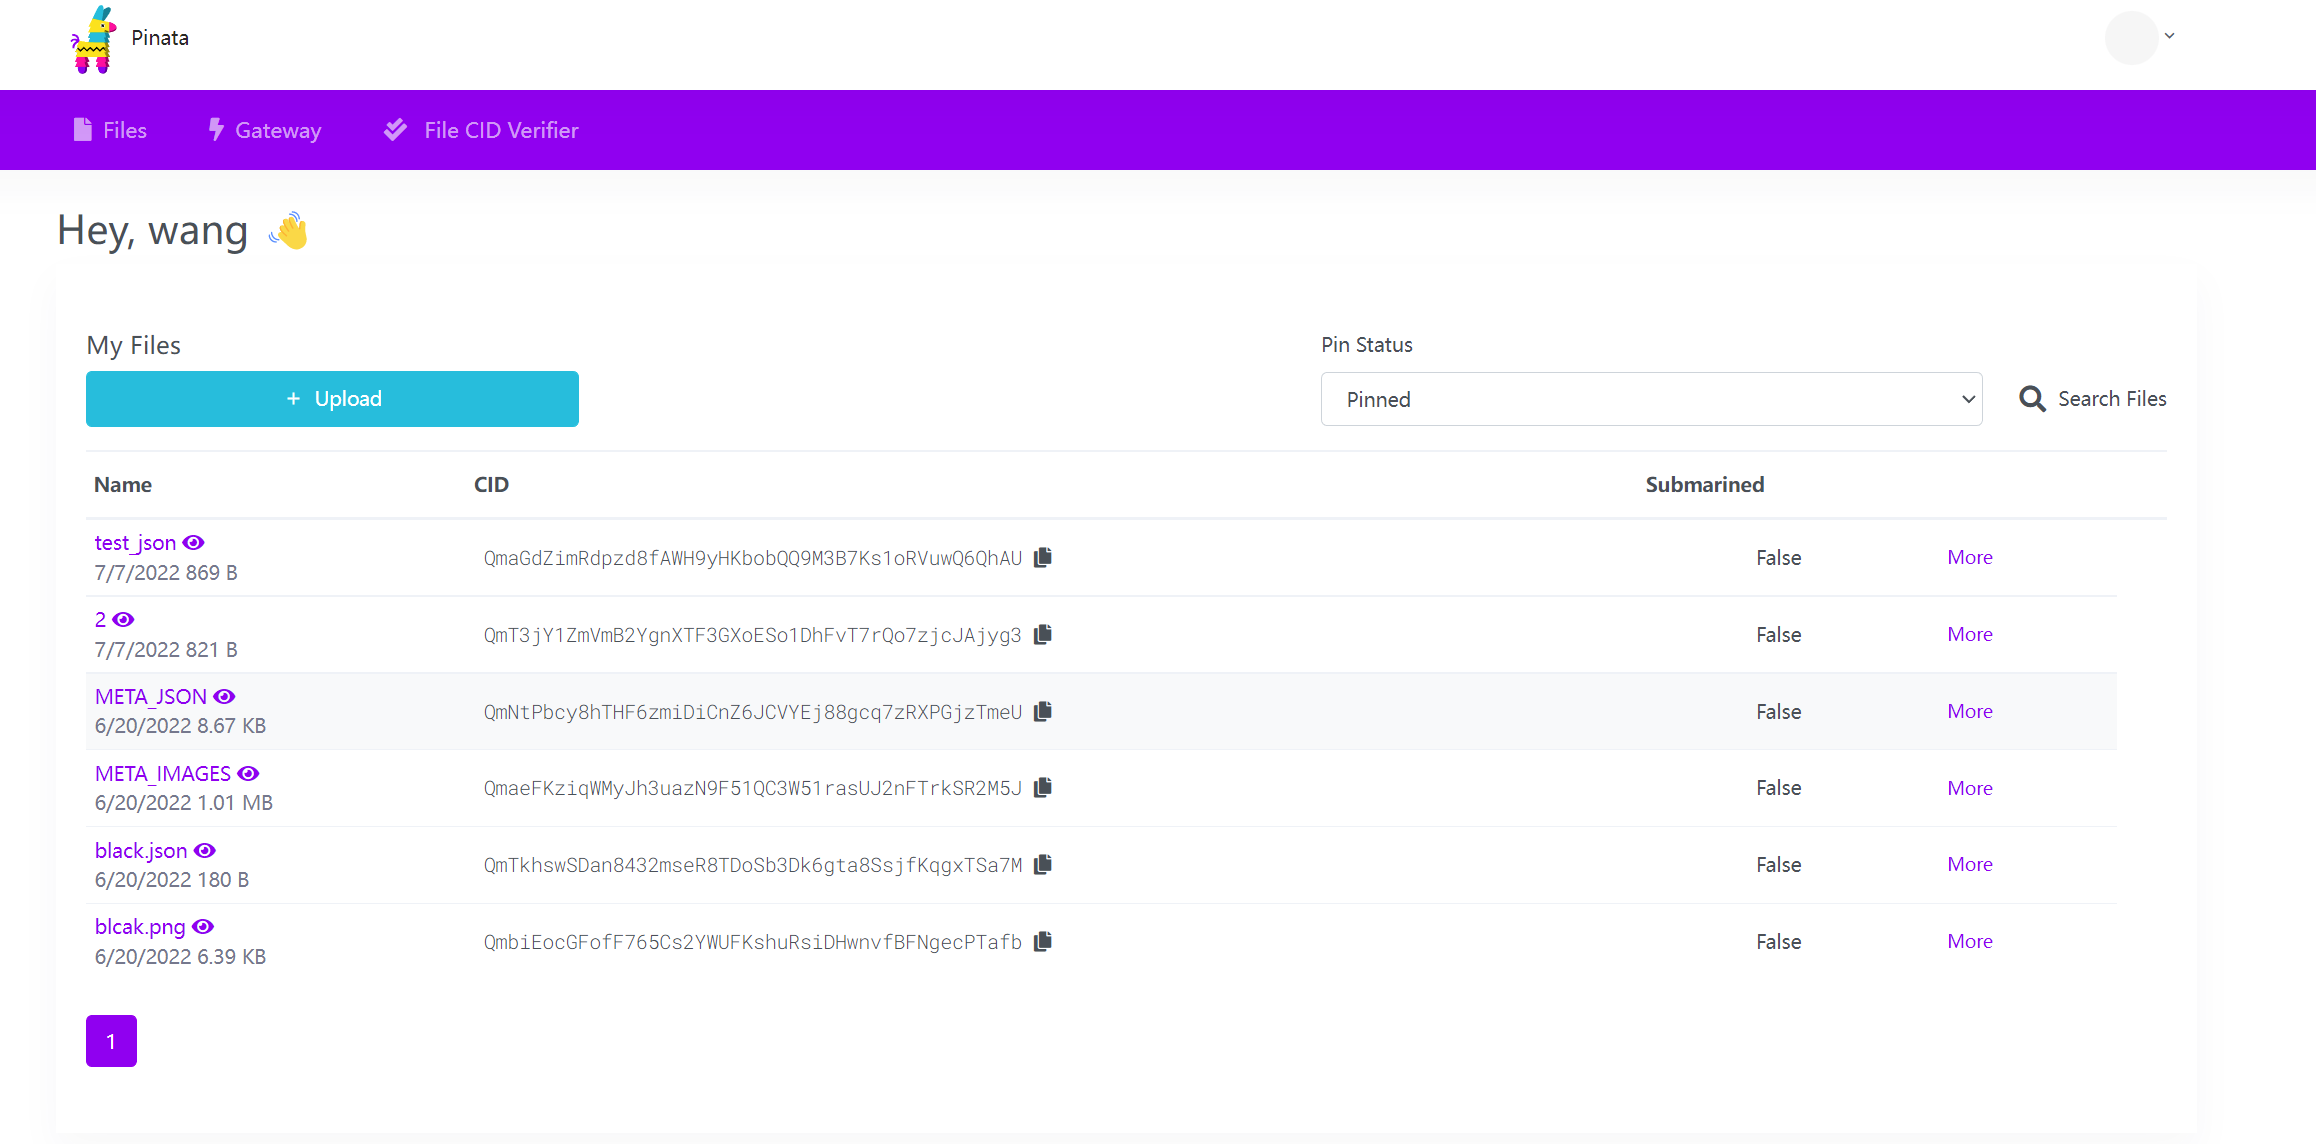 Pinata
Files Gateway File CID Verifier
Hey, wang
My Files
Pin Status
+ Upload
Pinned
Search Files
Name CID Submarined
test_json
7/7/2022 869 B
QmaGdZimRdpzd8fAWH9yHKbobQQ9M3B7Ks1oRVuwQ6QhAU False More
2
7/7/2022 821 B
QmT3jY1ZmVmB2YgnXTF3GXoESo1DhFvT7rQo7zjcJAjyg3 False More
META_JSON
6/20/2022 8.67 KB
QmNtPbcy8hTHF6zmiDiCnZ6JCVYEj88gcq7zRXPGjzTmeU False More
META_IMAGES
6/20/2022 1.01 MB
QmaeFKziqWMyJh3uazN9F51QC3W51rasUJ2nFTrkSR2M5J False More
black.json
6/20/2022 180 B
QmTkhswSDan8432mseR8TDoSb3Dk6gta8SsjfKqgxTSa7M False More
blcak.png
6/20/2022 6.39 KB
QmbiEocGFofF765Cs2YWUFKshuRsiDHwnvfBFNgecPTafb False More
1